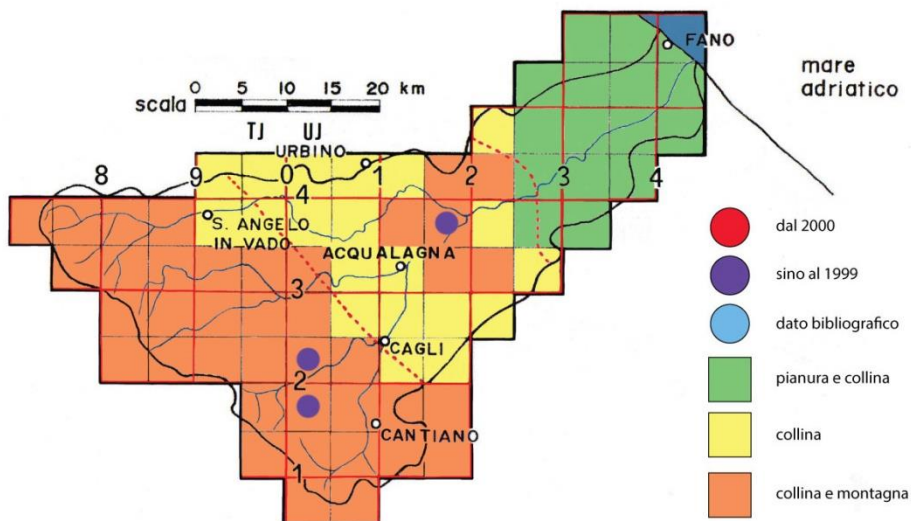 FANO
mare
adriatico
scala 0 5 10 15 20 km
TJ UJ
URBINO
8 9 0 1 2 3 4
4
S. ANGELO
IN VADO
ACQUALAGNA
3
CAGLI
2
CANTIANO
1
dal 2000
sino al 1999
dato bibliografico
pianura e collina
collina
collina e montagna